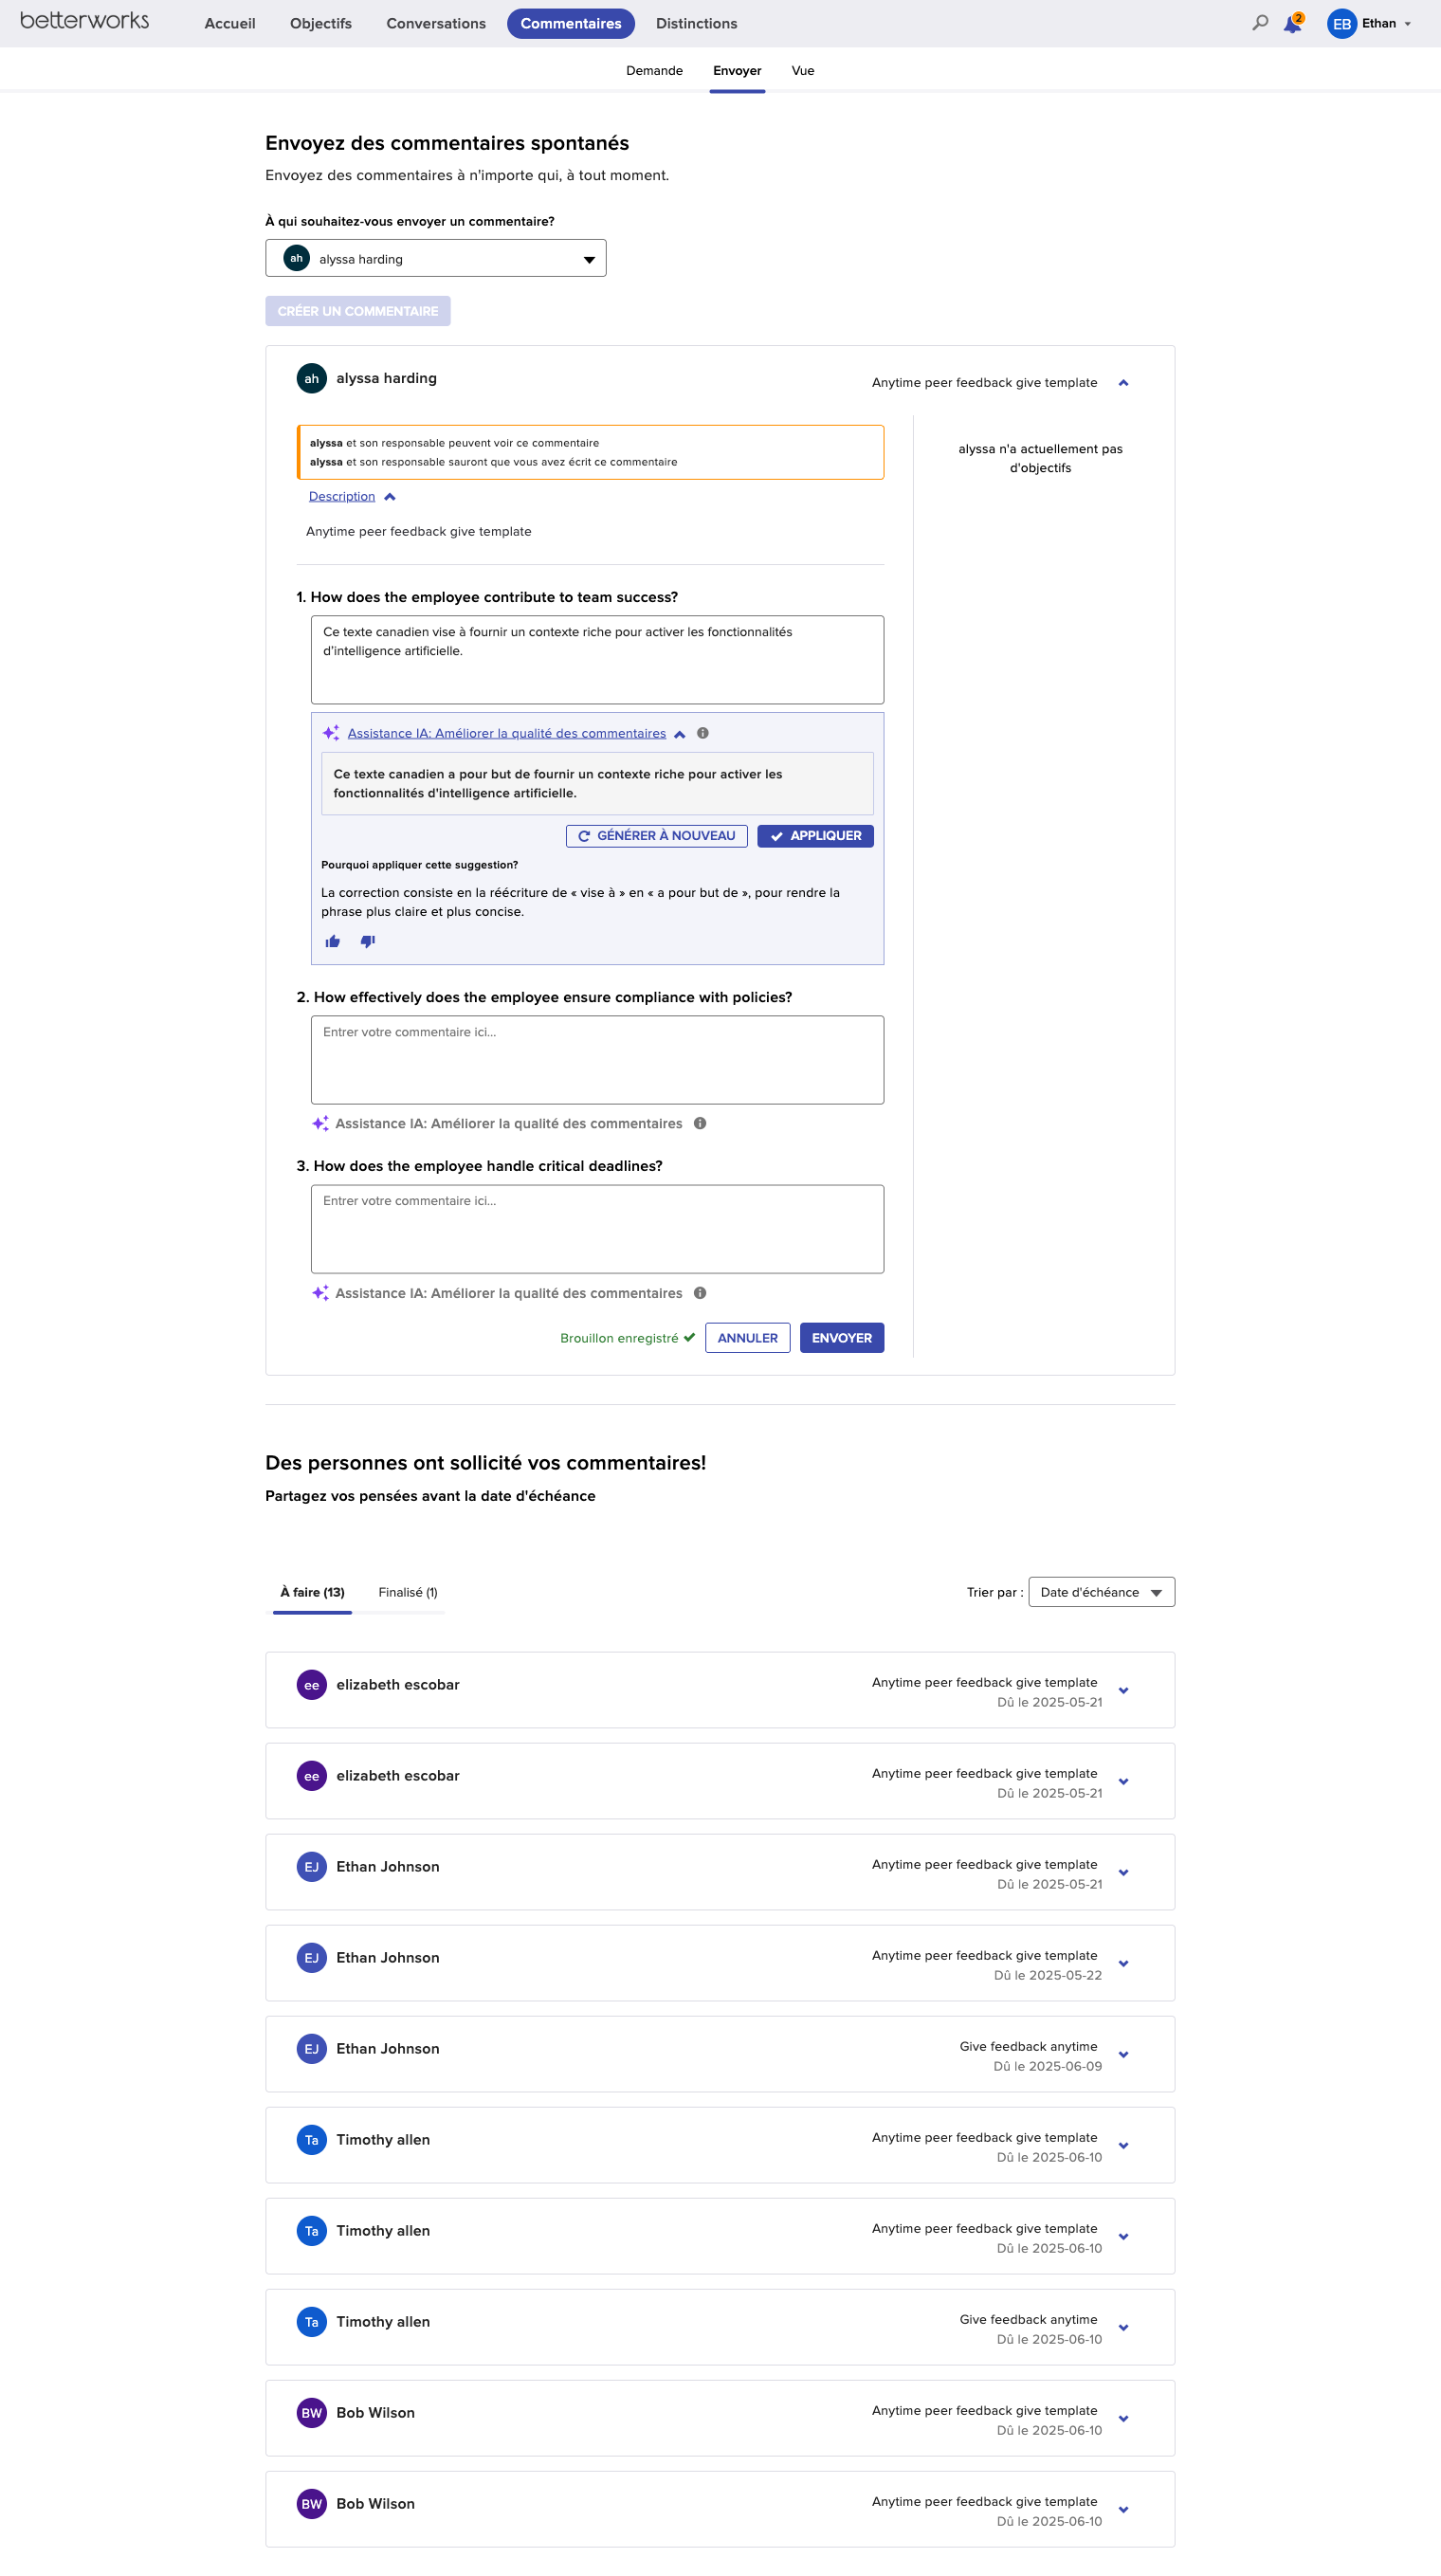 betterworks Accueil Objectifs Conversations Commentaires Distinctions 2 EB Ethan
Demande Envoyer Vue
Envoyez des commentaires spontanés
Envoyez des commentaires à n'importe qui, à tout moment.
À qui souhaitez-vous envoyer un commentaire?
ah alyssa harding
CRÉER UN COMMENTAIRE
ah alyssa harding Anytime peer feedback give template
alyssa et son responsable peuvent voir ce commentaire
alyssa et son responsable sauront que vous avez écrit ce commentaire
alyssa n'a actuellement pas
d'objectifs
Description
Anytime peer feedback give template
1. How does the employee contribute to team success?
Ce texte canadien vise à fournir un contexte riche pour activer les fonctionnalités
d'intelligence artificielle.
Assistance IA: Améliorer la qualité des commentaires
Ce texte canadien a pour but de fournir un contexte riche pour activer les
fonctionnalités d'intelligence artificielle.
GÉNÉRER À NOUVEAU APPLIQUER
Pourquoi appliquer cette suggestion?
La correction consiste en la réécriture de « vise à » en « a pour but de », pour rendre la
phrase plus claire et plus concise.
2. How effectively does the employee ensure compliance with policies?
Entrer votre commentaire ici...
Assistance IA: Améliorer la qualité des commentaires
3. How does the employee handle critical deadlines?
Entrer votre commentaire ici...
Assistance IA: Améliorer la qualité des commentaires
Brouillon enregistré ANNULER ENVOYER
Des personnes ont sollicité vos commentaires!
Partagez vos pensées avant la date d'échéance
À faire (13) Finalisé (1) Trier par : Date d'échéance
ee elizabeth escobar Anytime peer feedback give template
Dû le 2025-05-21
ee elizabeth escobar Anytime peer feedback give template
Dû le 2025-05-21
EJ Ethan Johnson Anytime peer feedback give template
Dû le 2025-05-21
EJ Ethan Johnson Anytime peer feedback give template
Dû le 2025-05-22
EJ Ethan Johnson Give feedback anytime
Dû le 2025-06-09
Ta Timothy allen Anytime peer feedback give template
Dû le 2025-06-10
Ta Timothy allen Anytime peer feedback give template
Dû le 2025-06-10
Ta Timothy allen Give feedback anytime
Dû le 2025-06-10
BW Bob Wilson Anytime peer feedback give template
Dû le 2025-06-10
BW Bob Wilson Anytime peer feedback give template
Dû le 2025-06-10